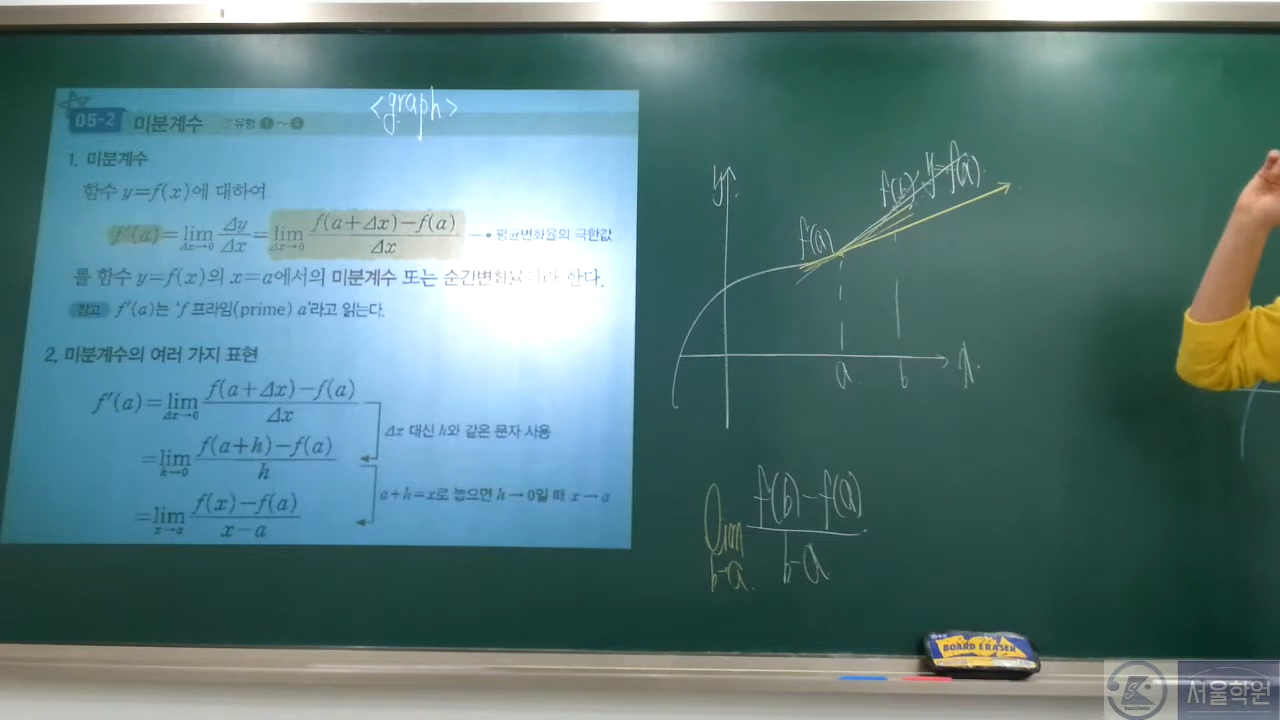 <graph>
05-2 미분계수 유형 1 ~ 4
1. 미분계수
함수 y=f(x)에 대하여
f'(a)=lim Δx→0 Δy/Δx=lim Δx→0 f(a+Δx)-f(a)/Δx ● 평균변화율의 극한값
를 함수 y=f(x)의 x=a에서의 미분계수 또는 순간변화율이라 한다.
참고 f'(a)는 'f 프라임(prime) a'라고 읽는다.
2. 미분계수의 여러 가지 표현
f'(a)=lim Δx→0 f(a+Δx)-f(a)/Δx
Δx 대신 h와 같은 문자 사용
=lim h→0 f(a+h)-f(a)/h
a+h=x로 놓으면 h→0일 때 x→a
=lim x→a f(x)-f(a)/x-a
y
f(b) y=f(x)
f(a)
a b x
lim b→a f(b)-f(a)/b-a
BOARD ERASER
서울학원